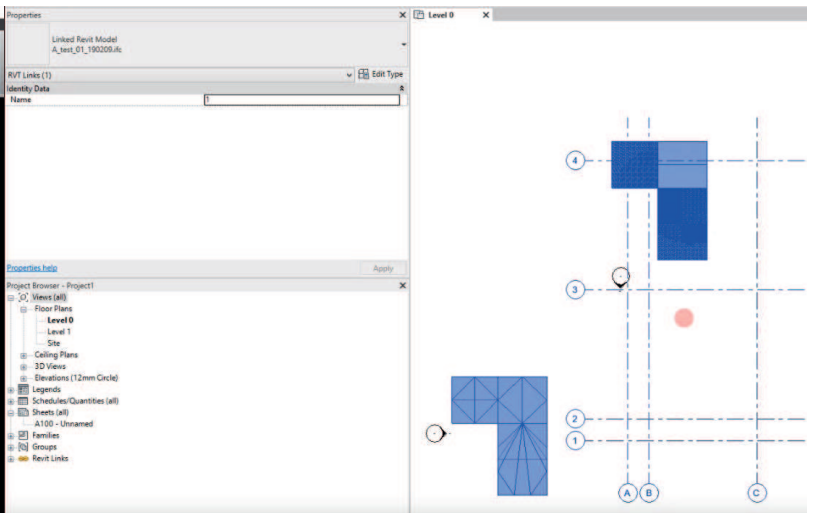 Properties
Linked Revit Model
A_test_01_190209.ifc
RVT Links (1)
Edit Type
Identity Data
Name
1
Properties help
Apply
Project Browser - Project1
Views (all)
Floor Plans
Level 0
Level 1
Site
Ceiling Plans
3D Views
Elevations (12mm Circle)
Legends
Schedules/Quantities (all)
Sheets (all)
A100 - Unnamed
Families
Groups
Revit Links
Level 0
4
3
2
1
A B C